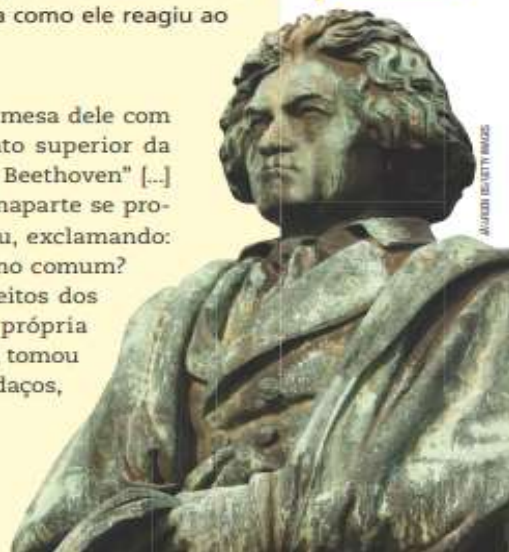 a como ele reagiu ao
mesa dele com
nto superior da
Beethoven” [...]
naparte se pro-
u, exclamando:
no comum?
eitos dos
própria
tomou
daços,